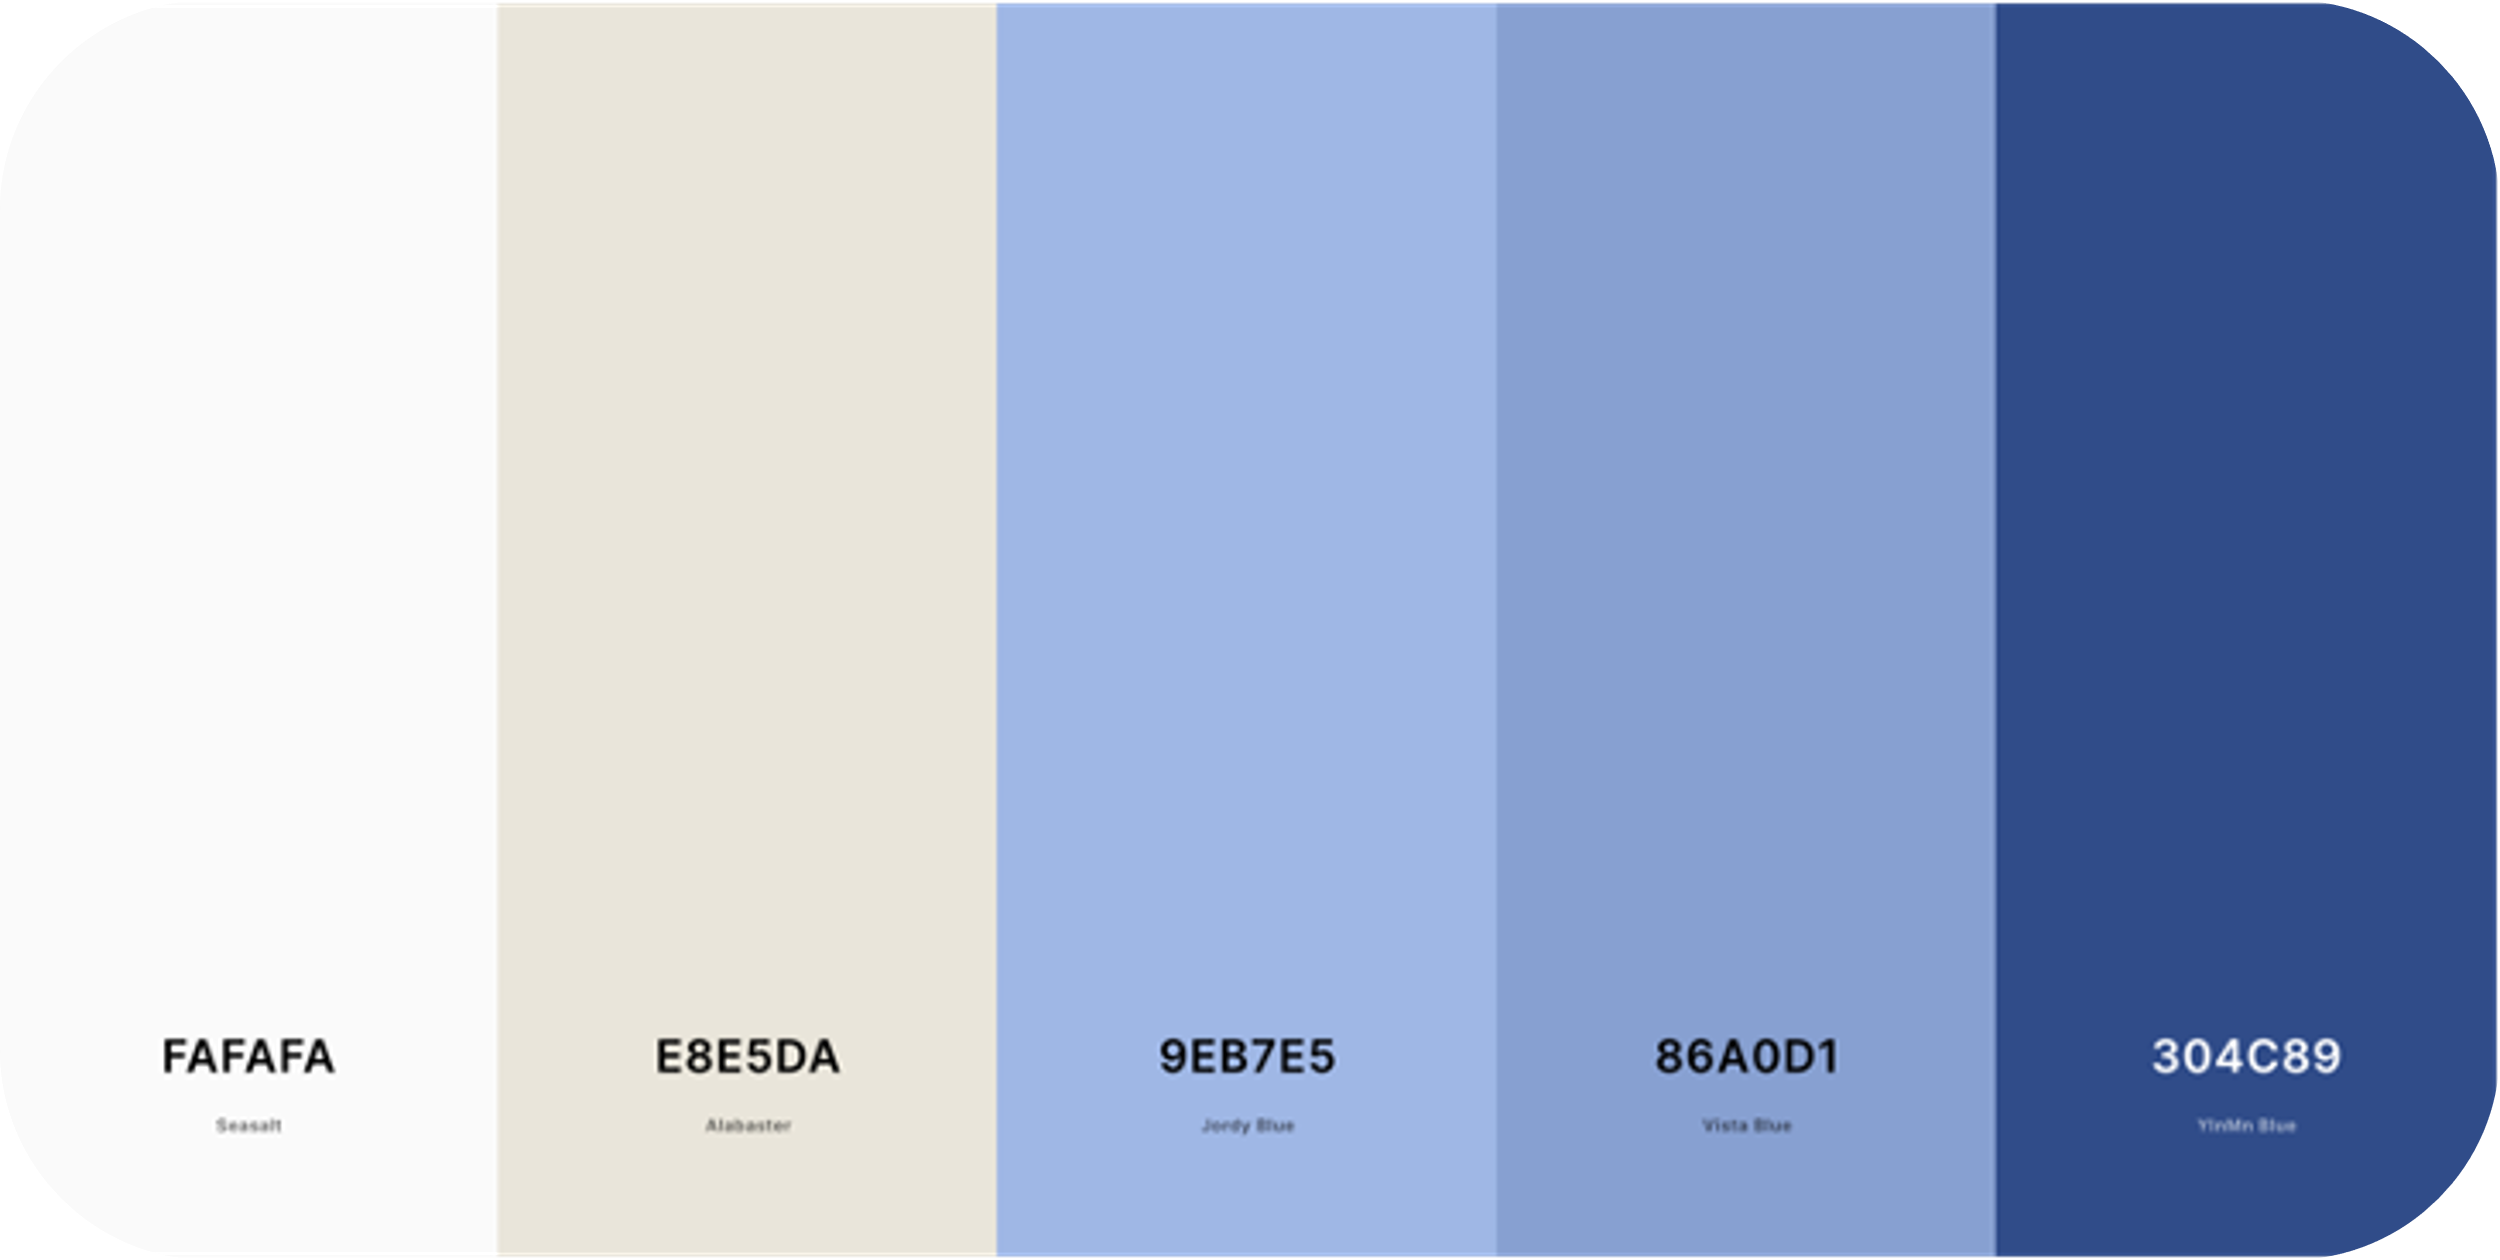 FAFAFA
Seasalt
E8E5DA
Alabaster
9EB7E5
Jordy Blue
86A0D1
Vista Blue
304C89
YInMn Blue